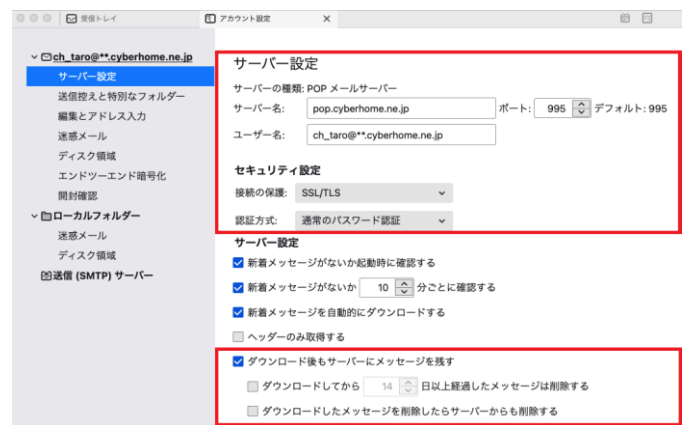 受信トレイ
アカウント設定
ch_taro@**.cyberhome.ne.jp
サーバー設定
送信控えと特別なフォルダー
編集とアドレス入力
迷惑メール
ディスク領域
エンドツーエンド暗号化
開封確認
ローカルフォルダー
迷惑メール
ディスク領域
送信 (SMTP) サーバー
サーバー設定
サーバーの種類: POP メールサーバー
サーバー名: pop.cyberhome.ne.jp ポート: 995 デフォルト: 995
ユーザー名: ch_taro@**.cyberhome.ne.jp
セキュリティ設定
接続の保護: SSL/TLS
認証方式: 通常のパスワード認証
サーバー設定
新着メッセージがないか起動時に確認する
新着メッセージがないか 10 分ごとに確認する
新着メッセージを自動的にダウンロードする
ヘッダーのみ取得する
ダウンロード後もサーバーにメッセージを残す
ダウンロードしてから 14 日以上経過したメッセージは削除する
ダウンロードしたメッセージを削除したらサーバーからも削除する